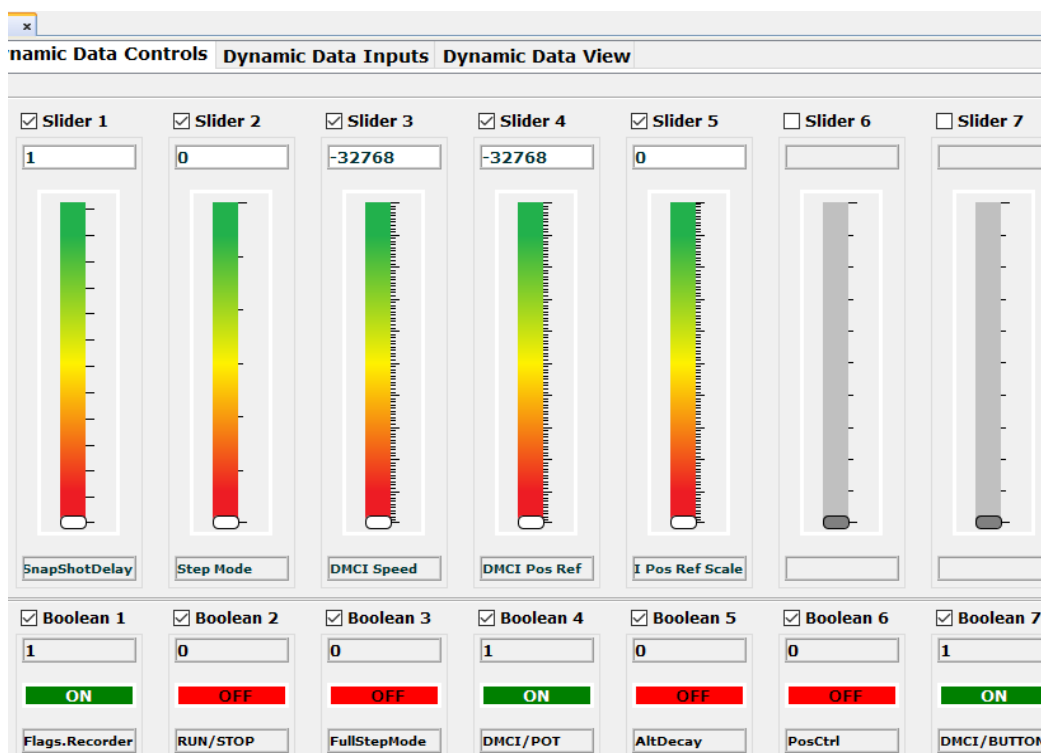 x
namic Data Controls Dynamic Data Inputs Dynamic Data View
Slider 1 Slider 2 Slider 3 Slider 4 Slider 5 Slider 6 Slider 7
1 0 -32768 -32768 0
SnapShotDelay Step Mode DMCI Speed DMCI Pos Ref I Pos Ref Scale
Boolean 1 Boolean 2 Boolean 3 Boolean 4 Boolean 5 Boolean 6 Boolean 7
1 0 0 1 0 0 1
ON OFF OFF ON OFF OFF ON
Flags.Recorder RUN/STOP FullStepMode DMCI/POT AltDecay PosCtrl DMCI/BUTTON